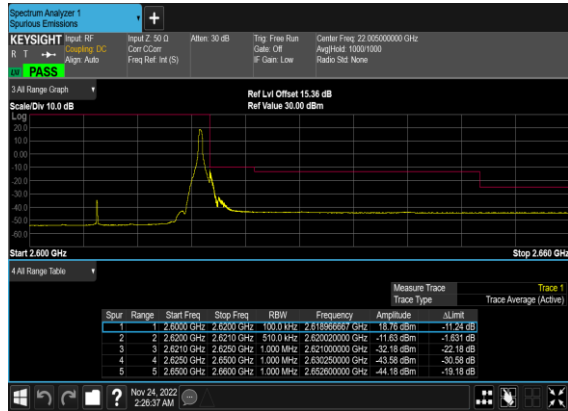 Spectrum Analyzer 1
Spurious Emissions
KEYSIGHT Input: RF Input Z: 50 Ω Atten: 30 dB Trig: Free Run Center Freq: 22.005000000 GHz
R T Coupling: DC Corr CCorr Gate: Off Avg|Hold: 1000/1000
Align: Auto Freq Ref: Int (S) IF Gain: Low Radio Std: None
PASS
3 All Range Graph Ref Lvl Offset 15.36 dB
Scale/Div 10.0 dB Ref Value 30.00 dBm
Log
20.0
10.0
0.00
-10.0
-20.0
-30.0
-40.0
-50.0
-60.0
Start 2.600 GHz Stop 2.660 GHz
4 All Range Table
Measure Trace Trace 1
Trace Type Trace Average (Active)
Spur Range Start Freq Stop Freq RBW Frequency Amplitude ΔLimit
1 1 2.6000 GHz 2.6200 GHz 100.0 kHz 2.618966667 GHz 18.76 dBm -11.24 dB
2 2 2.6200 GHz 2.6210 GHz 510.0 kHz 2.620020000 GHz -11.63 dBm -1.631 dB
3 3 2.6210 GHz 2.6250 GHz 1.000 MHz 2.621000000 GHz -32.18 dBm -22.18 dB
4 4 2.6250 GHz 2.6500 GHz 1.000 MHz 2.630250000 GHz -43.58 dBm -30.58 dB
5 5 2.6500 GHz 2.6600 GHz 1.000 MHz 2.652600000 GHz -44.18 dBm -19.18 dB
Nov 24, 2022
2:26:37 AM